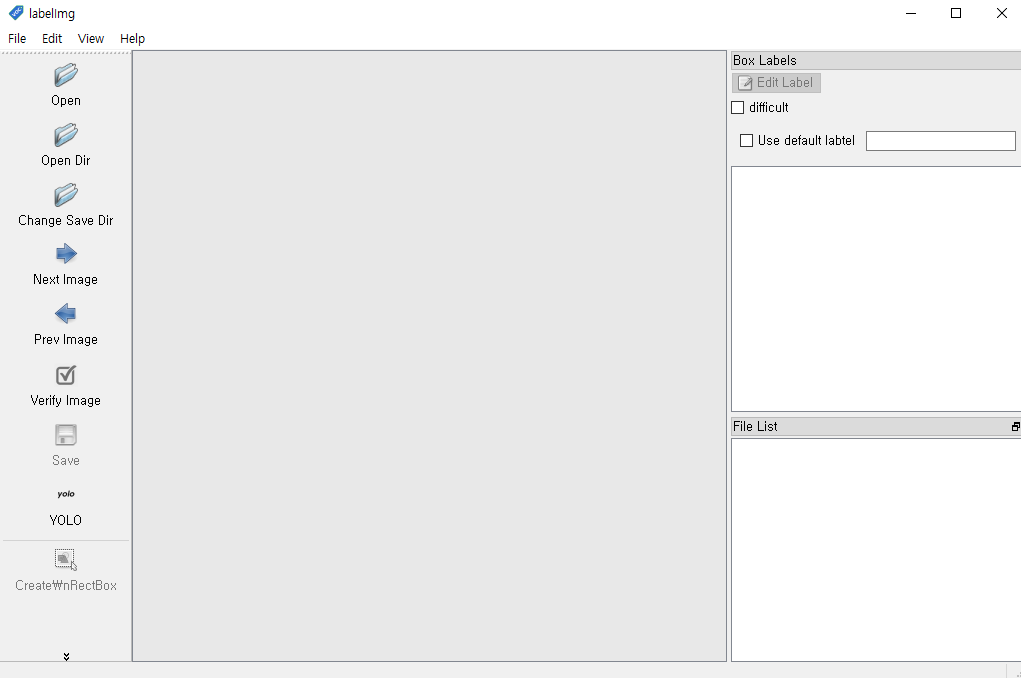 labelImg
File Edit View Help
Open
Open Dir
Change Save Dir
Next Image
Prev Image
Verify Image
Save
yolo
YOLO
Create₩nRectBox
Box Labels
Edit Label
difficult
Use default labtel
File List